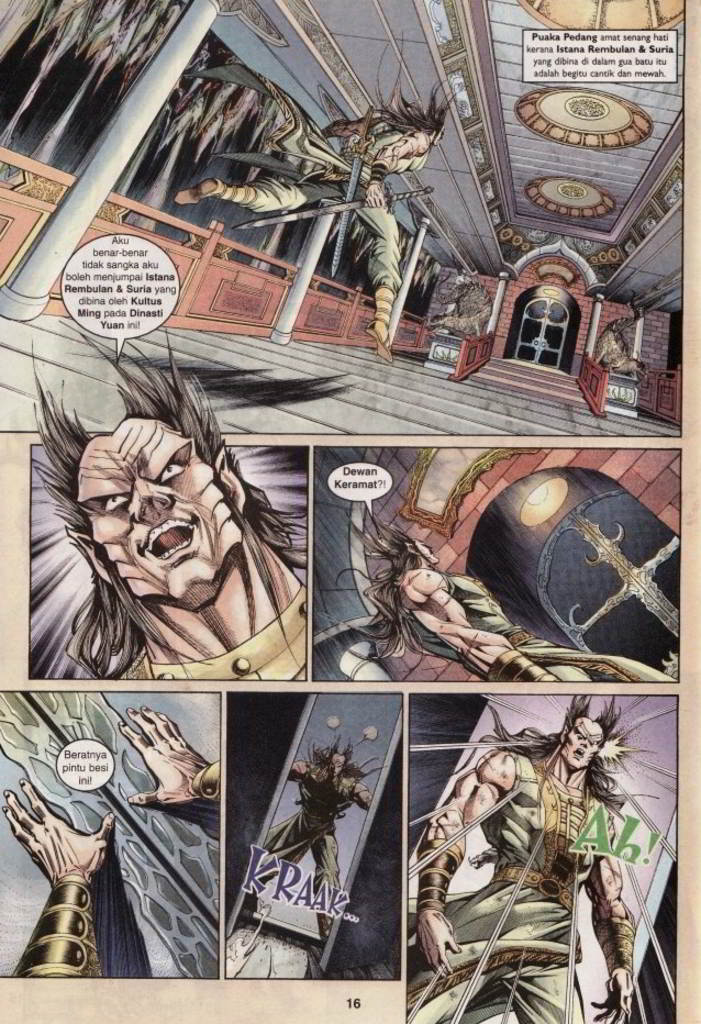 Puaka Pedang amat senang hati
kerana Istana Rembulan & Suria
yang dibina di dalam gua batu itu
adalah begitu cantik dan mewah.
Aku
benar-benar
tidak sangka aku
boleh menjumpai Istana
Rembulan & Suria yang
dibina oleh Kultus
Ming pada Dinasti
Yuan ini!
Dewan
Keramat?!
Beratnya
pintu besi
ini!
KRAAK...
Ah!
16